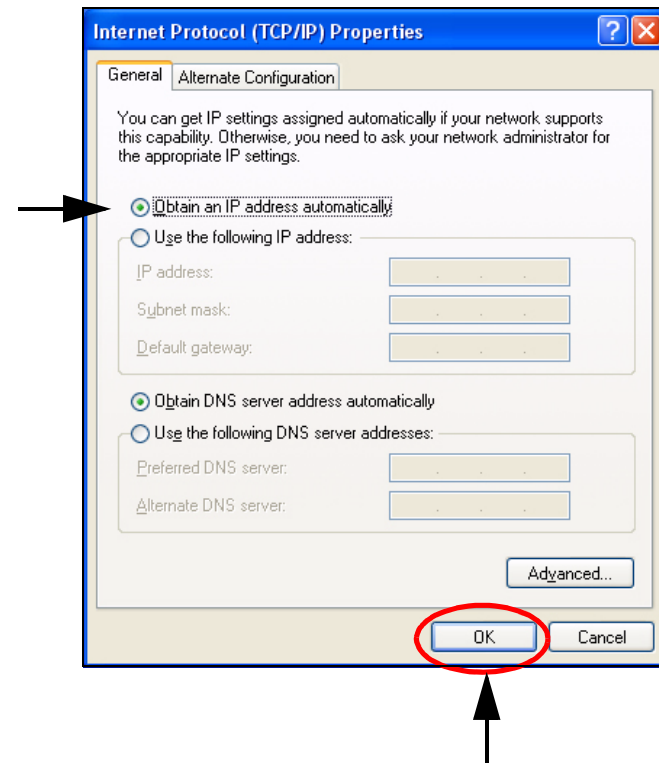 Internet Protocol (TCP/IP) Properties
?
General
Alternate Configuration
You can get IP settings assigned automatically if your network supports
this capability. Otherwise, you need to ask your network administrator for
the appropriate IP settings.
Obtain an IP address automatically
Use the following IP address:
IP address:
Subnet mask:
Default gateway:
Obtain DNS server address automatically
Use the following DNS server addresses:
Preferred DNS server:
Alternate DNS server:
Advanced...
OK
Cancel